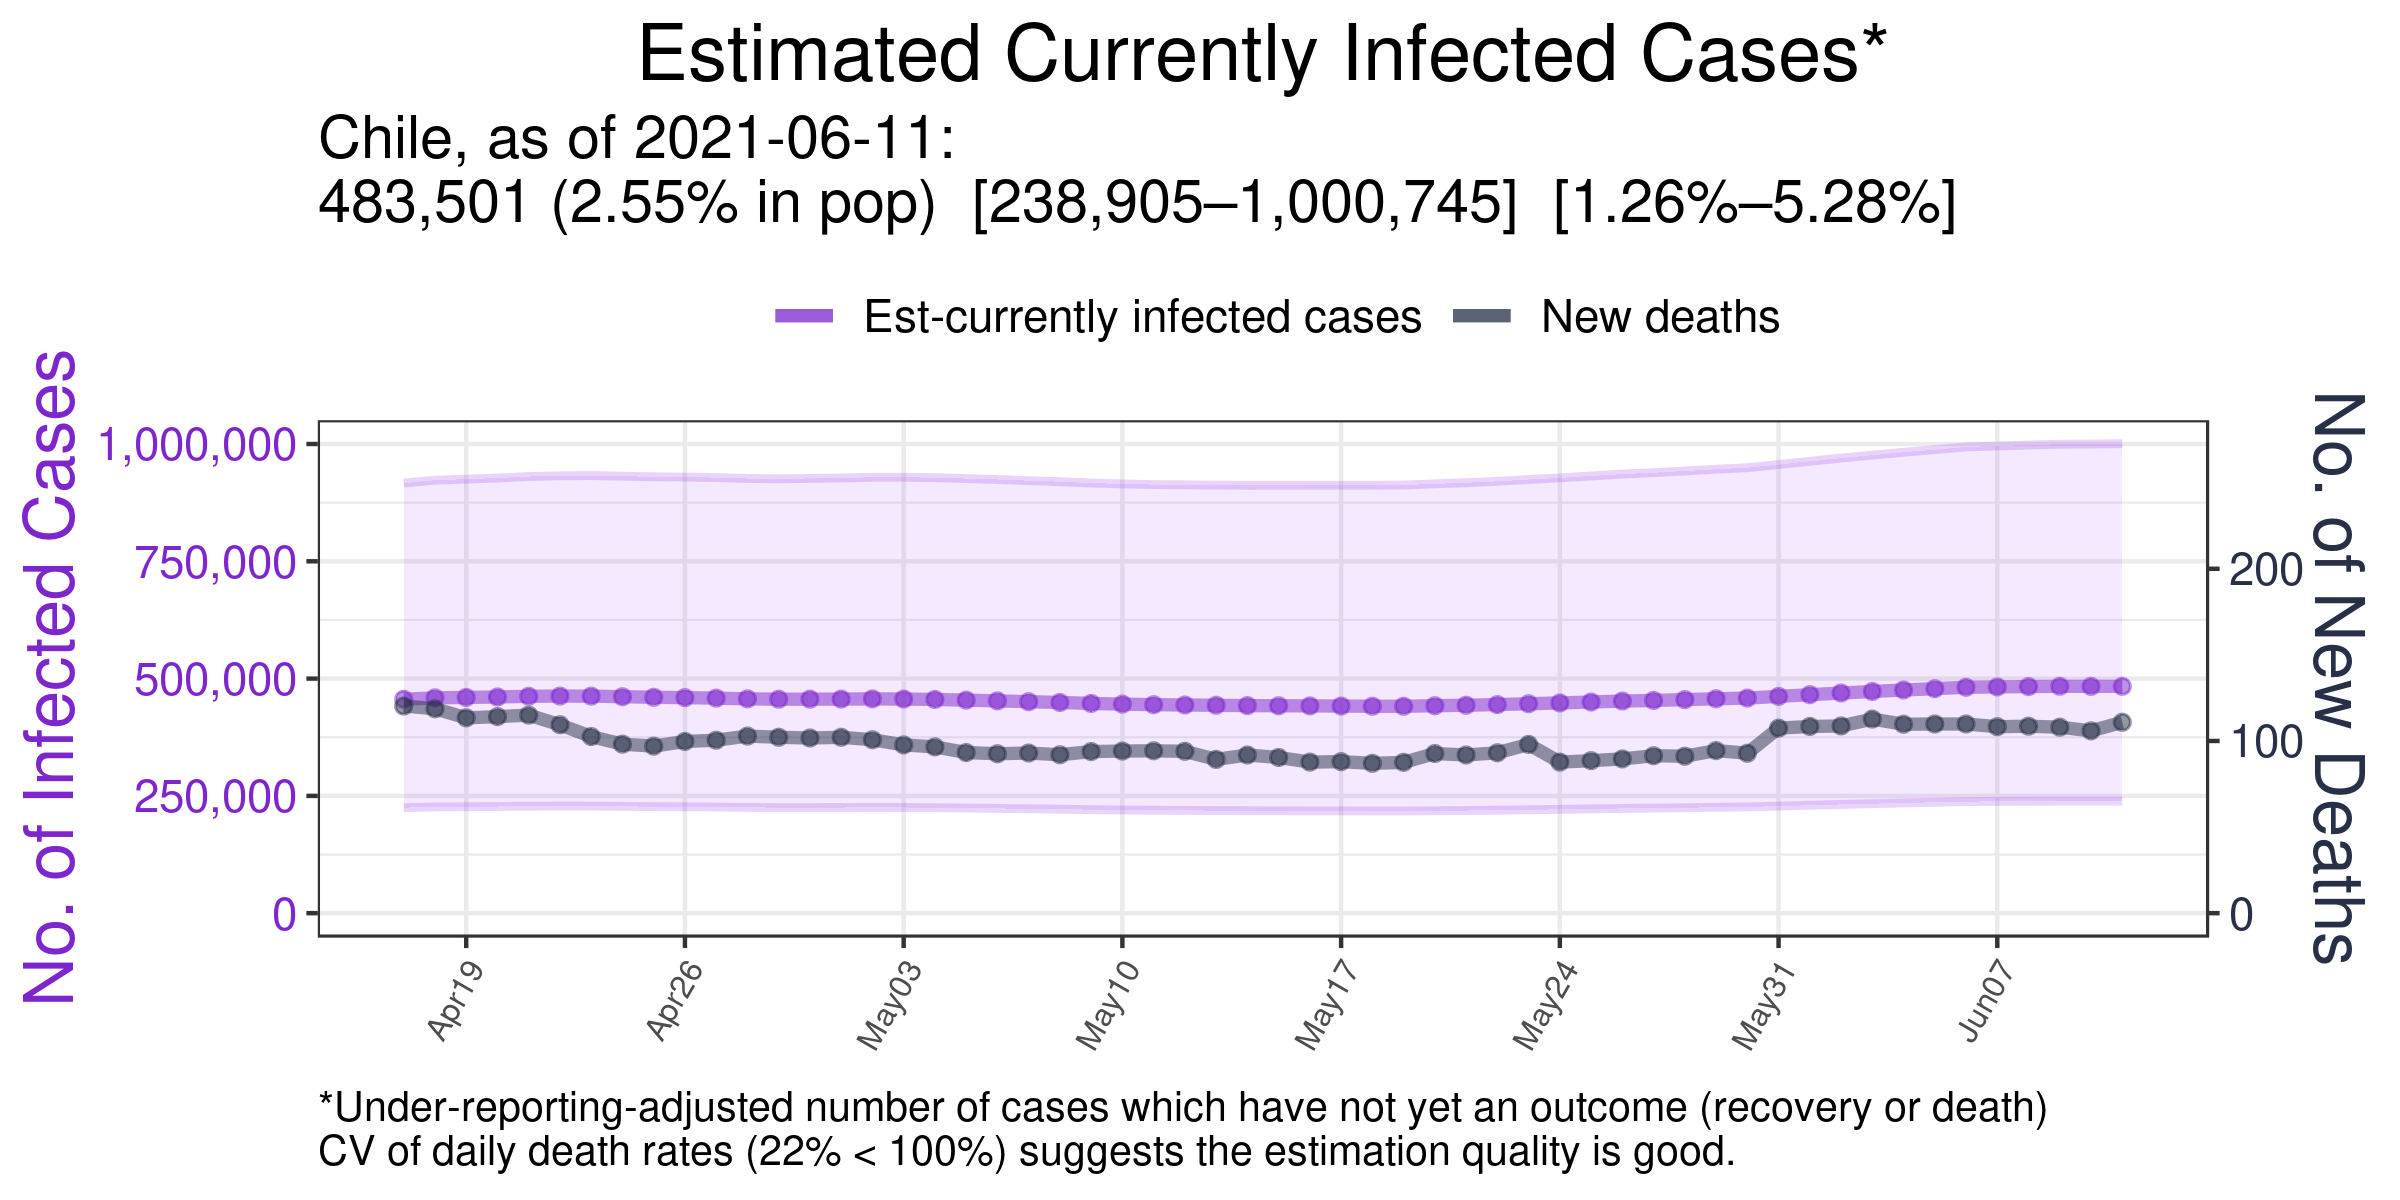 Estimated Currently Infected Cases*
Chile, as of 2021-06-11:
483,501 (2.55% in pop)  [238,905–1,000,745]  [1.26%–5.28%]
Est-currently infected cases
New deaths
No. of Infected Cases
1,000,000
750,000
500,000
250,000
0
200
100
0
No. of New Deaths
Apr19
Apr26
May03
May10
May17
May24
May31
Jun07
*Under-reporting-adjusted number of cases which have not yet an outcome (recovery or death)
CV of daily death rates (22% < 100%) suggests the estimation quality is good.